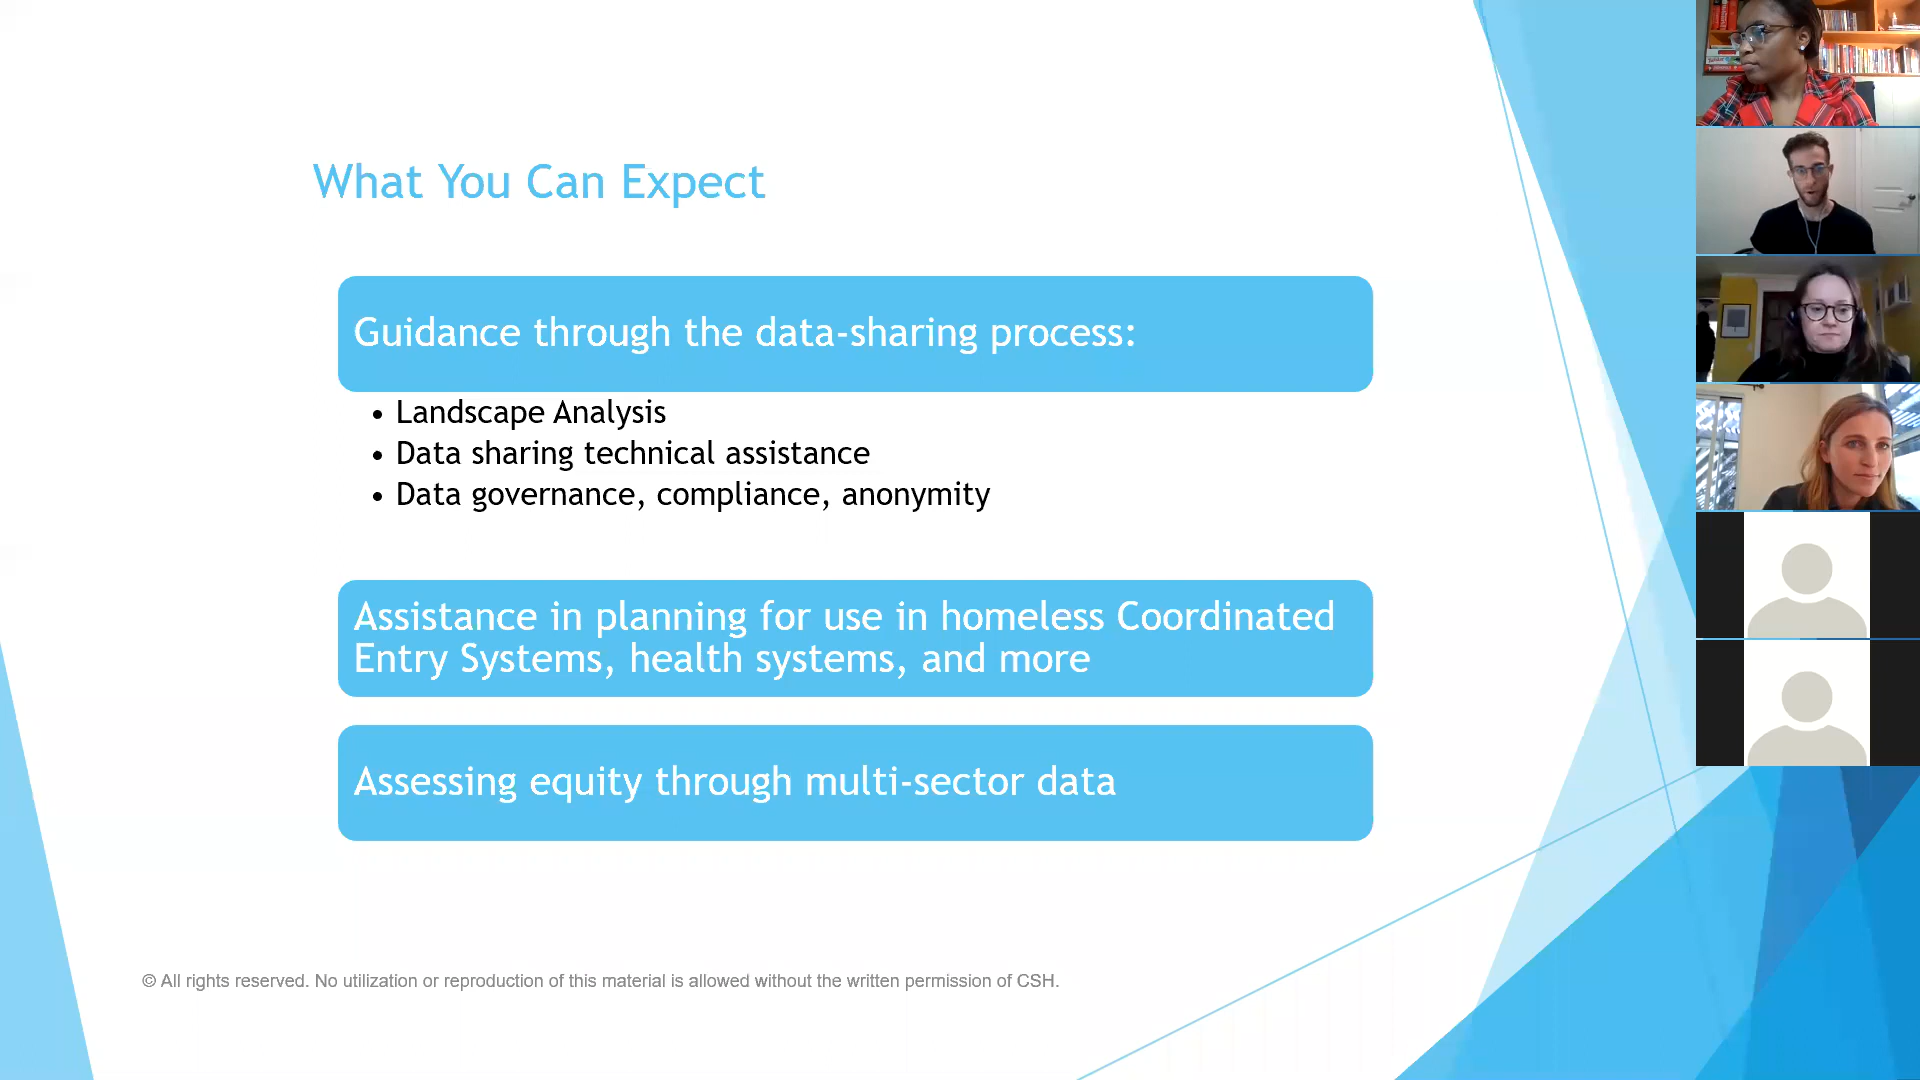 What You Can Expect
Guidance through the data-sharing process:
• Landscape Analysis
• Data sharing technical assistance
• Data governance, compliance, anonymity
Assistance in planning for use in homeless Coordinated
Entry Systems, health systems, and more
Assessing equity through multi-sector data
© All rights reserved. No utilization or reproduction of this material is allowed without the written permission of CSH.